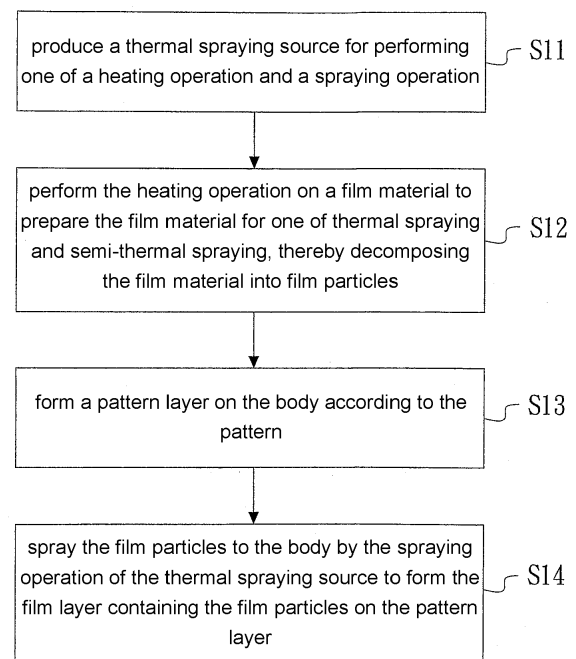 produce a thermal spraying source for performing
one of a heating operation and a spraying operation
S11
perform the heating operation on a film material to
prepare the film material for one of thermal spraying
and semi-thermal spraying, thereby decomposing
the film material into film particles
S12
form a pattern layer on the body according to the
pattern
S13
spray the film particles to the body by the spraying
operation of the thermal spraying source to form the
film layer containing the film particles on the pattern
layer
S14